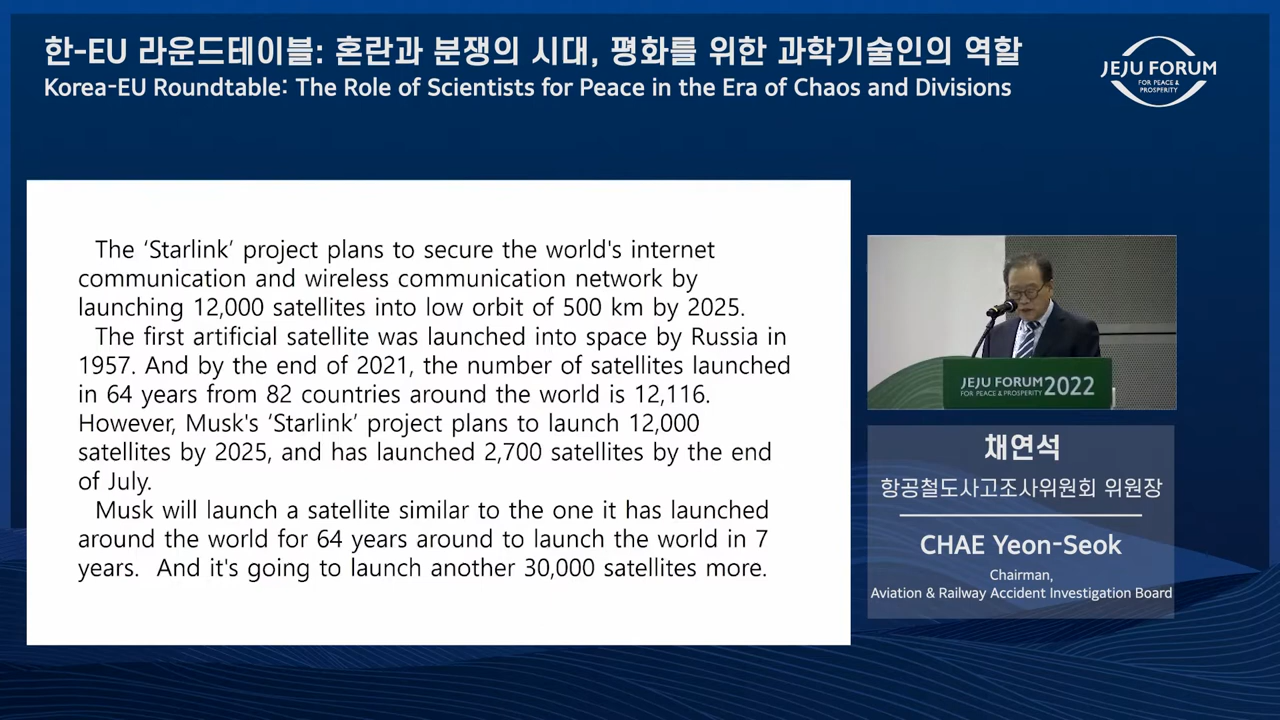 한-EU 라운드테이블: 혼란과 분쟁의 시대, 평화를 위한 과학기술인의 역할
Korea-EU Roundtable: The Role of Scientists for Peace in the Era of Chaos and Divisions
JEJU FORUM
FOR PEACE &
PROSPERITY
The ‘Starlink’ project plans to secure the world's internet
communication and wireless communication network by
launching 12,000 satellites into low orbit of 500 km by 2025.
The first artificial satellite was launched into space by Russia in
1957. And by the end of 2021, the number of satellites launched
in 64 years from 82 countries around the world is 12,116.
However, Musk's ‘Starlink’ project plans to launch 12,000
satellites by 2025, and has launched 2,700 satellites by the end
of July.
Musk will launch a satellite similar to the one it has launched
around the world for 64 years around to launch the world in 7
years. And it's going to launch another 30,000 satellites more.
JEJU FORUM 2022
FOR PEACE & PROSPERITY
채연석
항공철도사고조사위원회 위원장
CHAE Yeon-Seok
Chairman,
Aviation & Railway Accident Investigation Board